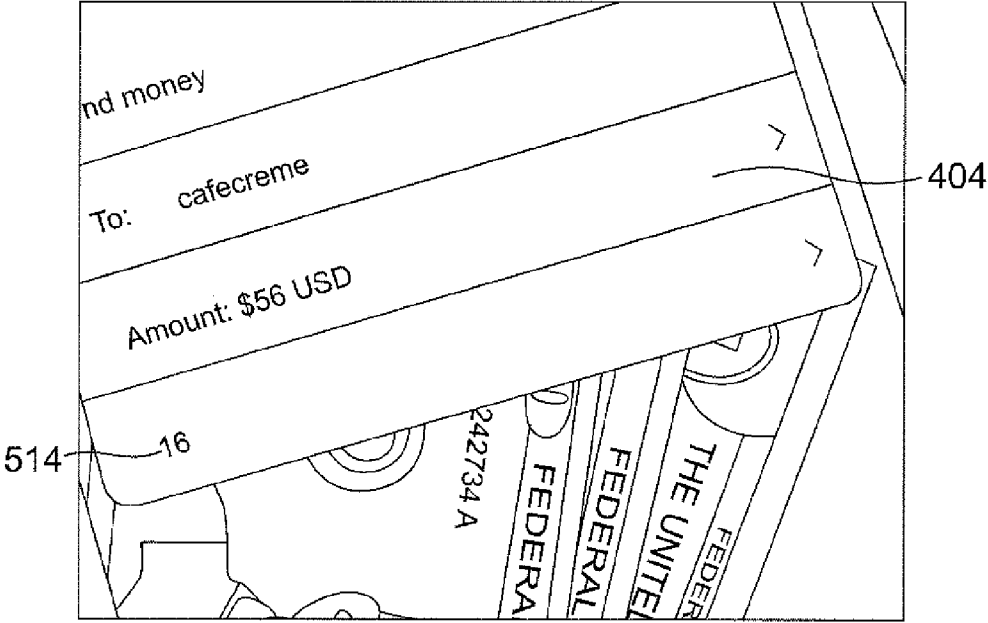 nd money
To: cafecreme
404
Amount: $56 USD
514
16
242734 A
FEDERA
FEDERAL
THE UNITE
FEDER